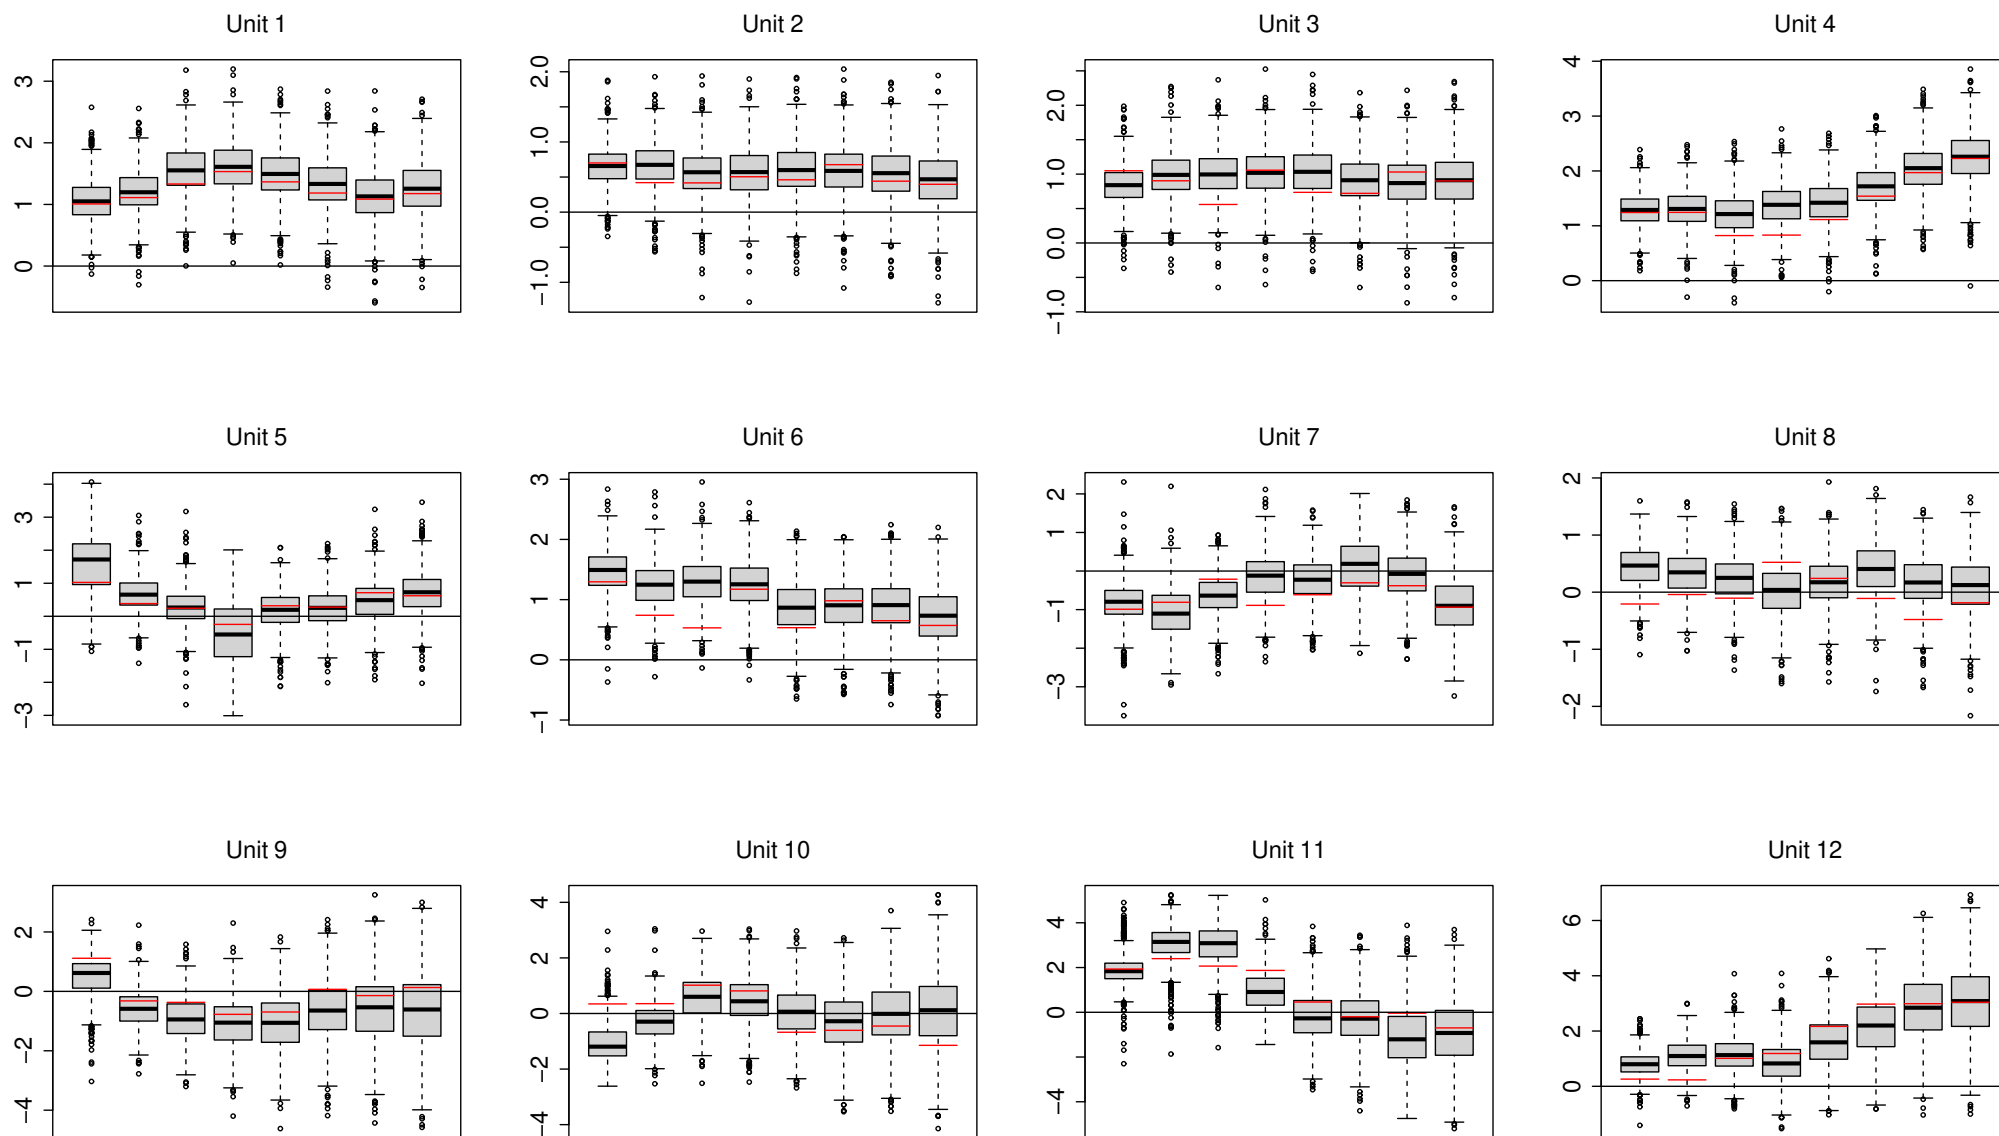 Unit 1 Unit 2 Unit 3 Unit 4
3 2 1 0
2.0 1.0 0.0 −1.0
2.0 1.0 0.0 −1.0
4 3 2 1 0
Unit 5 Unit 6 Unit 7 Unit 8
3 1 −1 −3
3 2 1 0 −1
2 1 −1 −3
2 1 0 −1 −2
Unit 9 Unit 10 Unit 11 Unit 12
2 0 −2 −4
4 2 0 −2 −4
4 2 0 −4
6 4 2 0